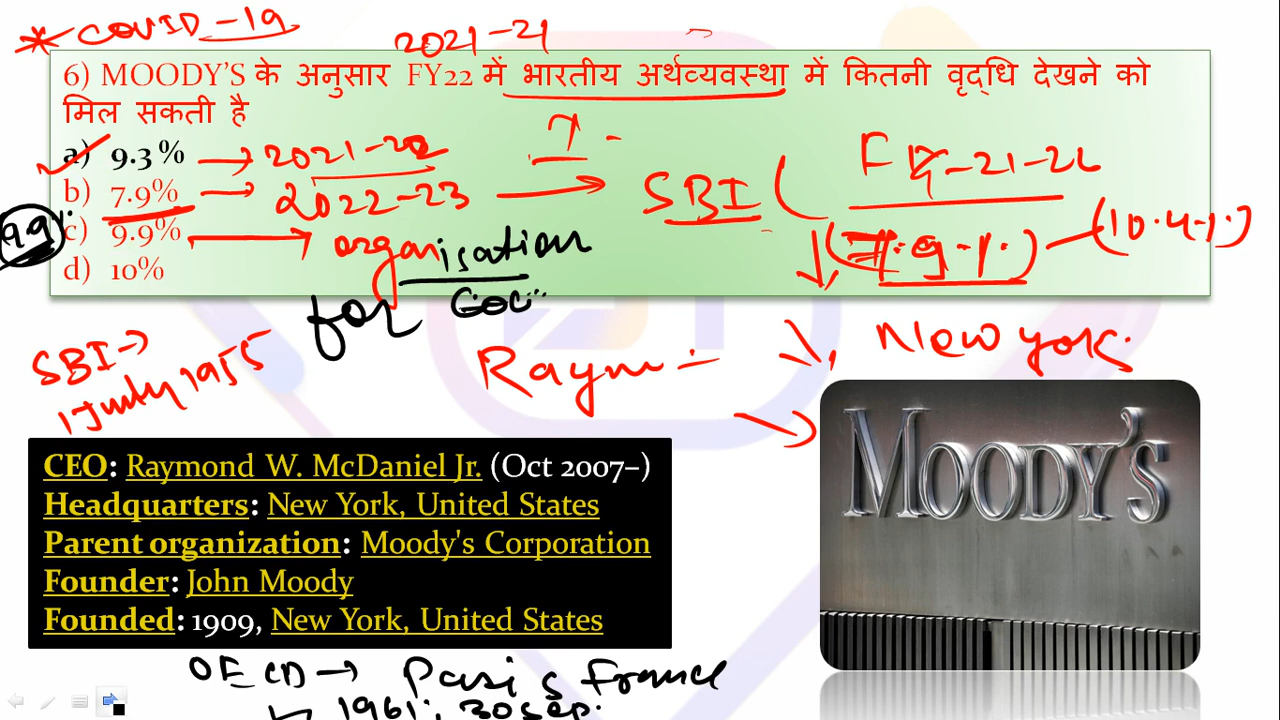 * COVID-19
2021-21
6) MOODY'S के अनुसार FY22 में भारतीय अर्थव्यवस्था में कितनी वृद्धि देखने को
मिल सकती है
a) 9.3% → 2021-22
b) 7.9% → 2022-23 → SBI ( FY-21-22
c) 9.9% → organisation (7.9%) - (10.4%)
d) 10%
for
SBI →
1 July 1955
Raym New york.
MOODY'S
CEO: Raymond W. McDaniel Jr. (Oct 2007–)
Headquarters: New York, United States
Parent organization: Moody's Corporation
Founder: John Moody
Founded: 1909, New York, United States
OECD → Paris France
1961, 30 sep.